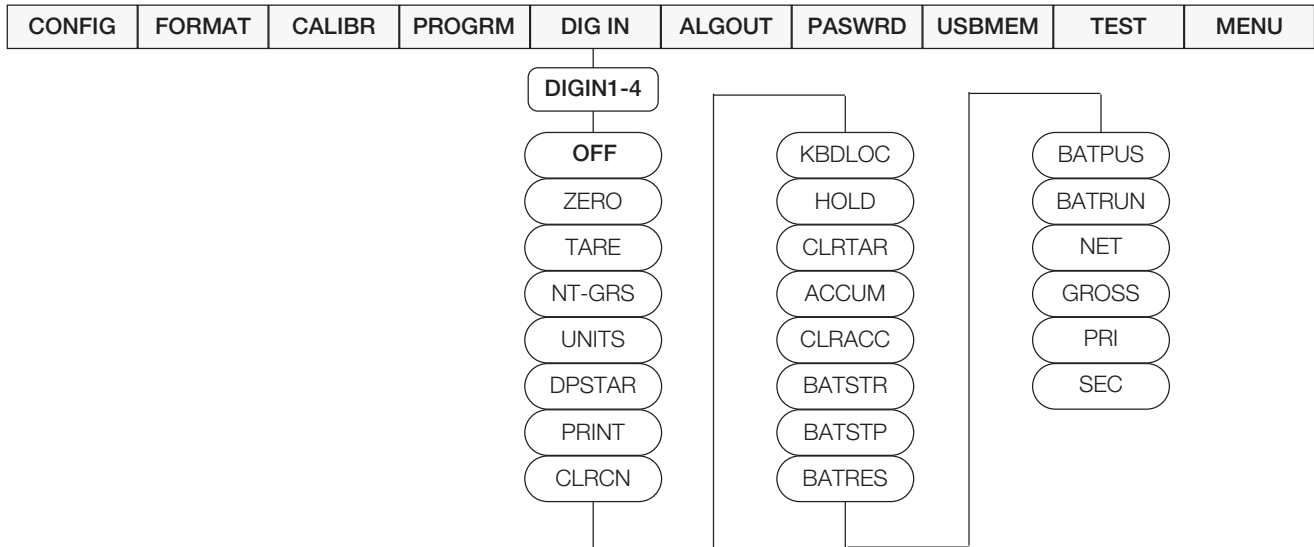 CONFIG FORMAT CALIBR PROGRM DIG IN ALGOUT PASWRD USBMEM TEST MENU
DIGIN1-4
OFF
ZERO
TARE
NT-GRS
UNITS
DPSTAR
PRINT
CLRCN
KBDLOC
HOLD
CLRTAR
ACCUM
CLRACC
BATSTR
BATSTP
BATRES
BATPUS
BATRUN
NET
GROSS
PRI
SEC